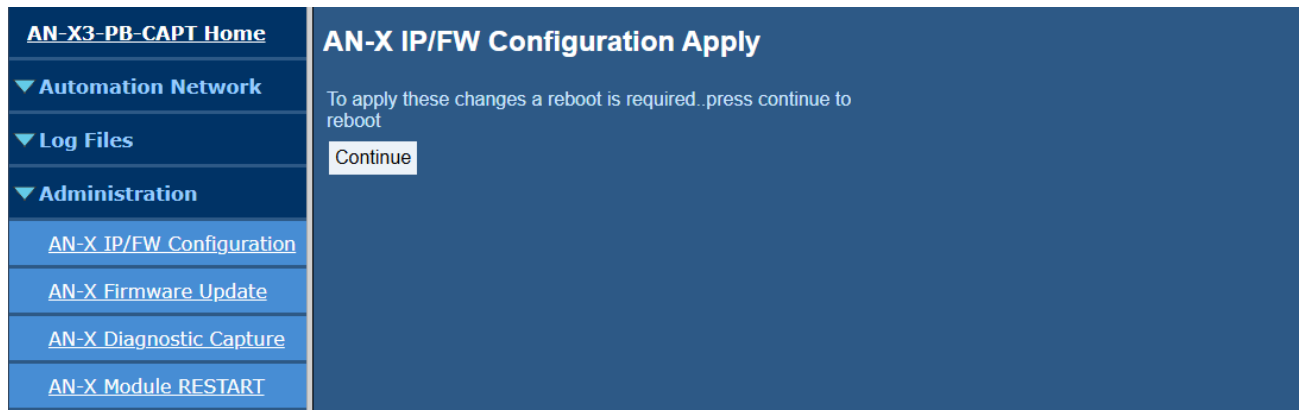 AN-X3-PB-CAPT Home
Automation Network
Log Files
Administration
AN-X IP/FW Configuration
AN-X Firmware Update
AN-X Diagnostic Capture
AN-X Module RESTART
AN-X IP/FW Configuration Apply
To apply these changes a reboot is required..press continue to
reboot
Continue